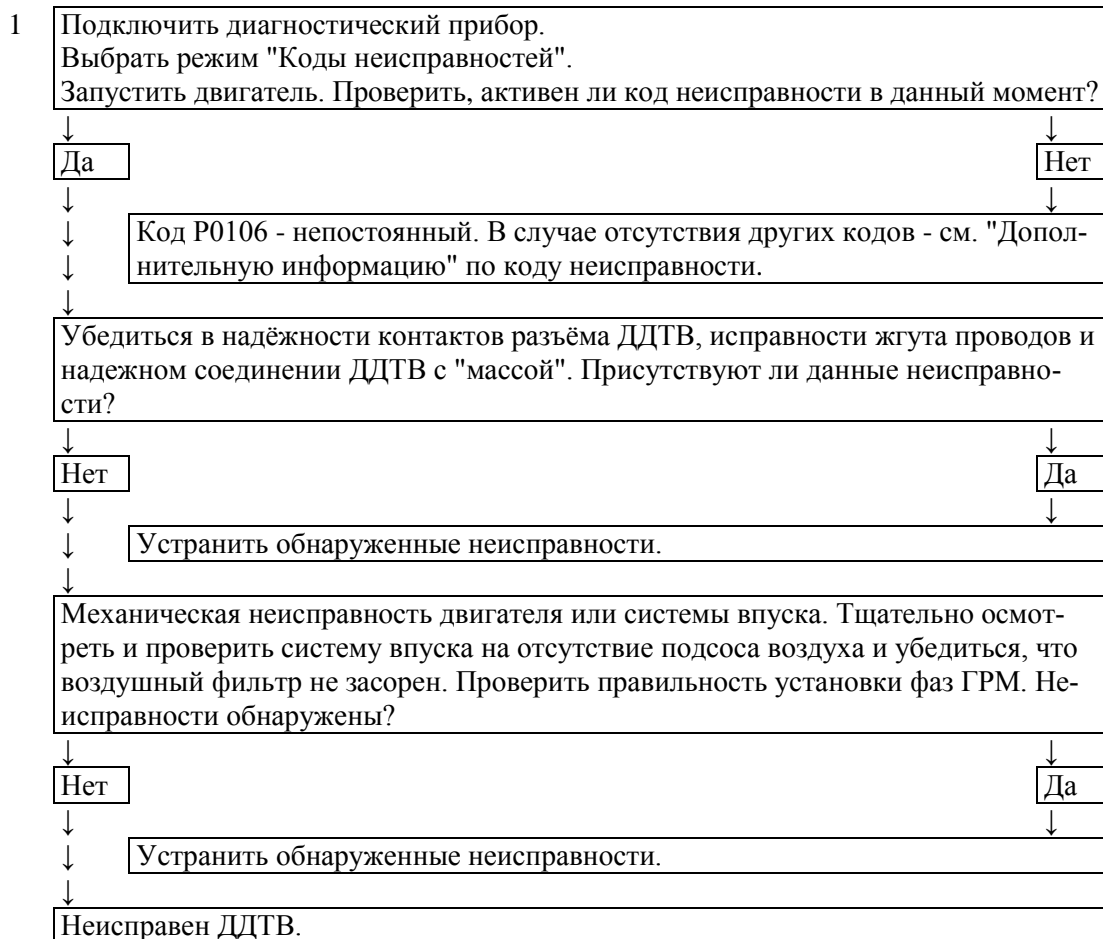 1 Подключить диагностический прибор.
Выбрать режим "Коды неисправностей".
Запустить двигатель. Проверить, активен ли код неисправности в данный момент?
↓ ↓
Да Нет
↓ ↓
↓ Код P0106 - непостоянный. В случае отсутствия других кодов - см. "Допол-
↓ нительную информацию" по коду неисправности.
↓
Убедиться в надёжности контактов разъёма ДДТВ, исправности жгута проводов и
надежном соединении ДДТВ с "массой". Присутствуют ли данные неисправно-
сти?
↓ ↓
Нет Да
↓ ↓
↓ Устранить обнаруженные неисправности.
↓
Механическая неисправность двигателя или системы впуска. Тщательно осмот-
реть и проверить систему впуска на отсутствие подсоса воздуха и убедиться, что
воздушный фильтр не засорен. Проверить правильность установки фаз ГРМ. Не-
исправности обнаружены?
↓ ↓
Нет Да
↓ ↓
↓ Устранить обнаруженные неисправности.
↓
Неисправен ДДТВ.